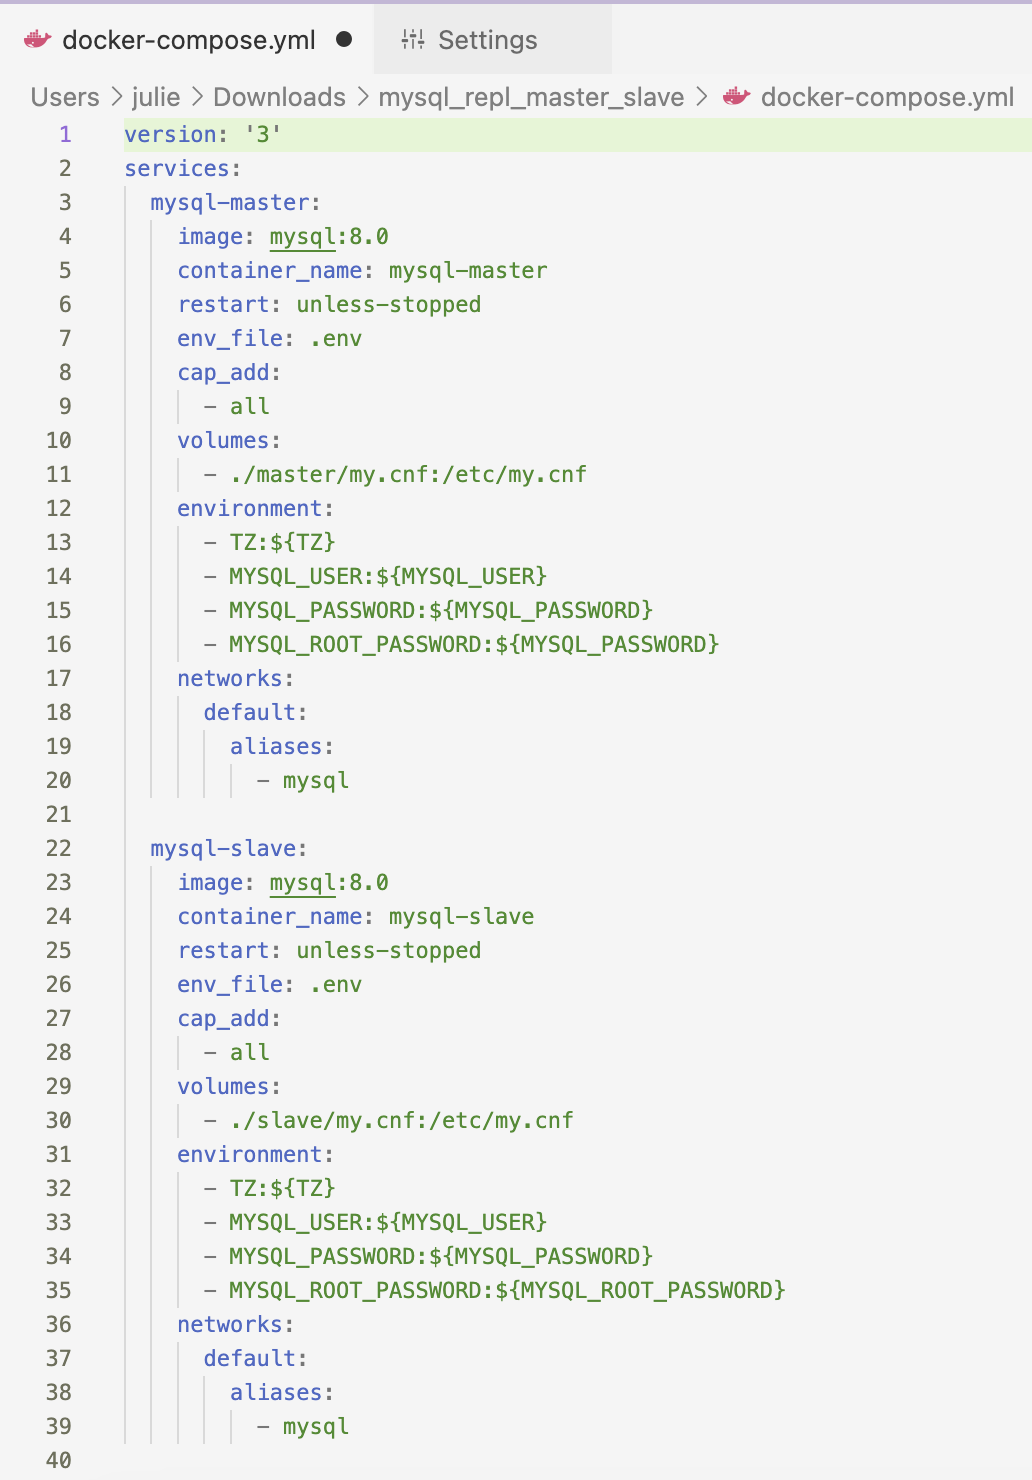 docker-compose.yml ● Settings
Users > julie > Downloads > mysql_repl_master_slave > docker-compose.yml
1 version: '3'
2 services:
3   mysql-master:
4     image: mysql:8.0
5     container_name: mysql-master
6     restart: unless-stopped
7     env_file: .env
8     cap_add:
9       - all
10     volumes:
11       - ./master/my.cnf:/etc/my.cnf
12     environment:
13       - TZ:${TZ}
14       - MYSQL_USER:${MYSQL_USER}
15       - MYSQL_PASSWORD:${MYSQL_PASSWORD}
16       - MYSQL_ROOT_PASSWORD:${MYSQL_PASSWORD}
17     networks:
18       default:
19         aliases:
20           - mysql
21
22   mysql-slave:
23     image: mysql:8.0
24     container_name: mysql-slave
25     restart: unless-stopped
26     env_file: .env
27     cap_add:
28       - all
29     volumes:
30       - ./slave/my.cnf:/etc/my.cnf
31     environment:
32       - TZ:${TZ}
33       - MYSQL_USER:${MYSQL_USER}
34       - MYSQL_PASSWORD:${MYSQL_PASSWORD}
35       - MYSQL_ROOT_PASSWORD:${MYSQL_ROOT_PASSWORD}
36     networks:
37       default:
38         aliases:
39           - mysql
40